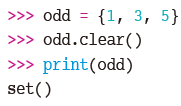 >>> odd = {1, 3, 5}
>>> odd.clear()
>>> print(odd)
set()